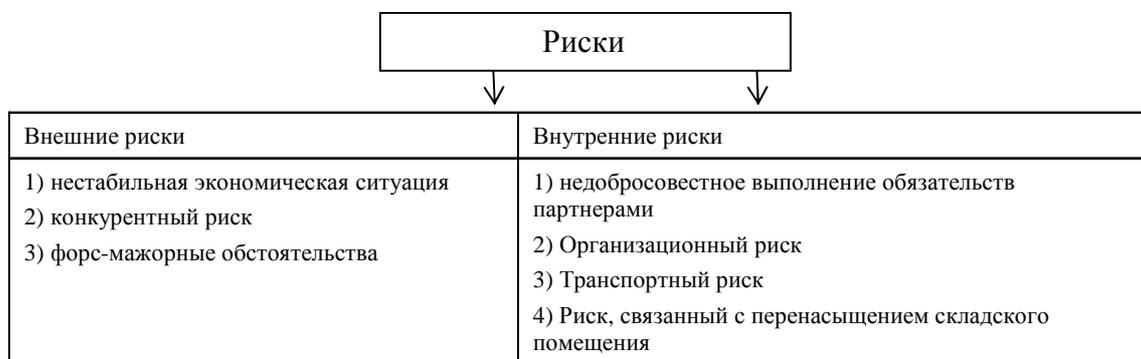 Риски
Внешние риски
1) нестабильная экономическая ситуация
2) конкурентный риск
3) форс-мажорные обстоятельства
Внутренние риски
1) недобросовестное выполнение обязательств
партнерами
2) Организационный риск
3) Транспортный риск
4) Риск, связанный с перенасыщением складского
помещения